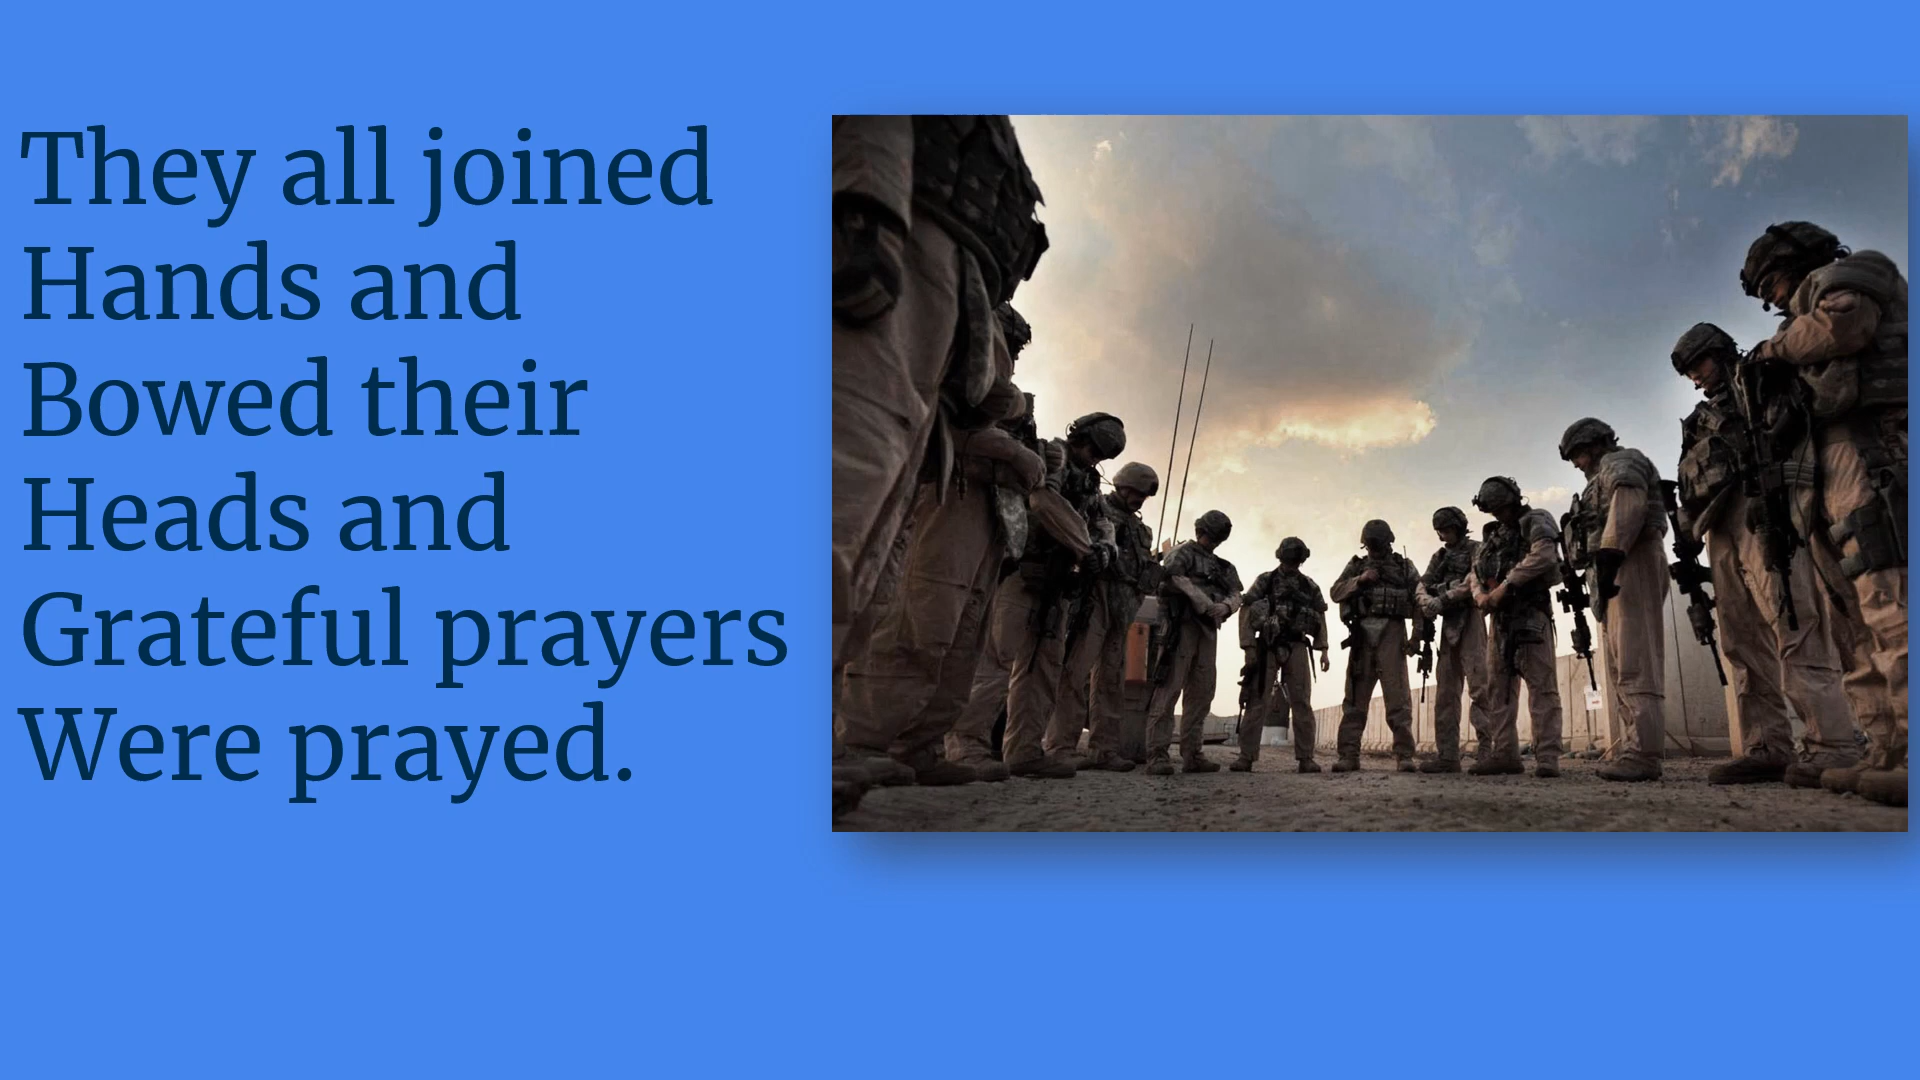 They all joined
Hands and
Bowed their
Heads and
Grateful prayers
Were prayed.